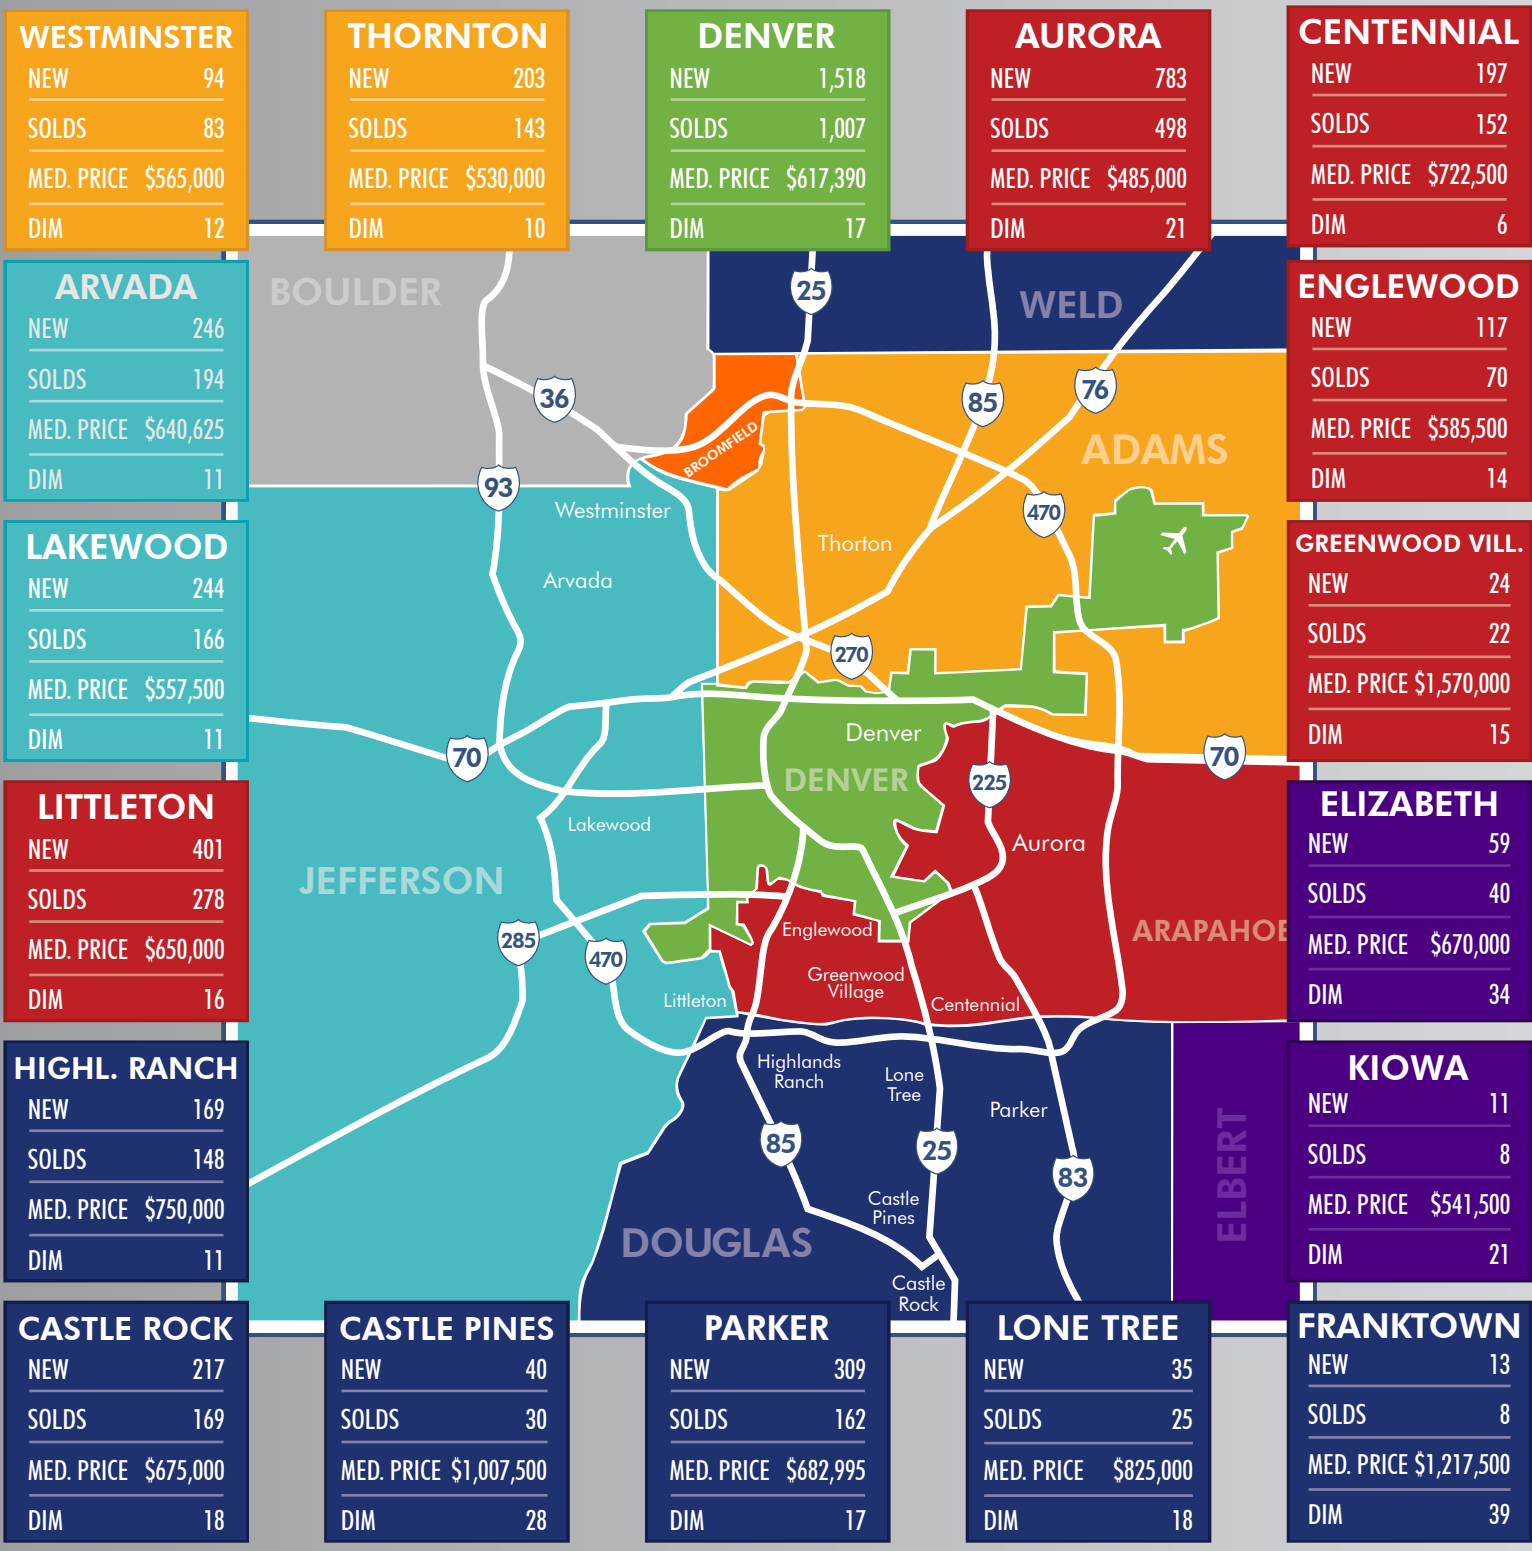 WESTMINSTER
NEW 94
SOLDS 83
MED. PRICE $565,000
DIM 12
THORNTON
NEW 203
SOLDS 143
MED. PRICE $530,000
DIM 10
DENVER
NEW 1,518
SOLDS 1,007
MED. PRICE $617,390
DIM 17
AURORA
NEW 783
SOLDS 498
MED. PRICE $485,000
DIM 21
CENTENNIAL
NEW 197
SOLDS 152
MED. PRICE $722,500
DIM 6
ARVADA
NEW 246
SOLDS 194
MED. PRICE $640,625
DIM 11
LAKEWOOD
NEW 244
SOLDS 166
MED. PRICE $557,500
DIM 11
LITTLETON
NEW 401
SOLDS 278
MED. PRICE $650,000
DIM 16
HIGHL. RANCH
NEW 169
SOLDS 148
MED. PRICE $750,000
DIM 11
BOULDER
WELD
25
36
85
76
BROOMFIELD
ADAMS
93
470
Westminster
Thorton
Arvada
270
Denver
70
70
DENVER
225
Lakewood
Aurora
JEFFERSON
285
Englewood
ARAPAHOE
470
Greenwood
Village
Littleton
Centennial
Highlands
Ranch
Lone
Tree
Parker
85
25
83
ELBERT
Castle
Pines
DOUGLAS
Castle
Rock
ENGLEWOOD
NEW 117
SOLDS 70
MED. PRICE $585,500
DIM 14
GREENWOOD VILL.
NEW 24
SOLDS 22
MED. PRICE $1,570,000
DIM 15
ELIZABETH
NEW 59
SOLDS 40
MED. PRICE $670,000
DIM 34
KIOWA
NEW 11
SOLDS 8
MED. PRICE $541,500
DIM 21
CASTLE ROCK
NEW 217
SOLDS 169
MED. PRICE $675,000
DIM 18
CASTLE PINES
NEW 40
SOLDS 30
MED. PRICE $1,007,500
DIM 28
PARKER
NEW 309
SOLDS 162
MED. PRICE $682,995
DIM 17
LONE TREE
NEW 35
SOLDS 25
MED. PRICE $825,000
DIM 18
FRANKTOWN
NEW 13
SOLDS 8
MED. PRICE $1,217,500
DIM 39